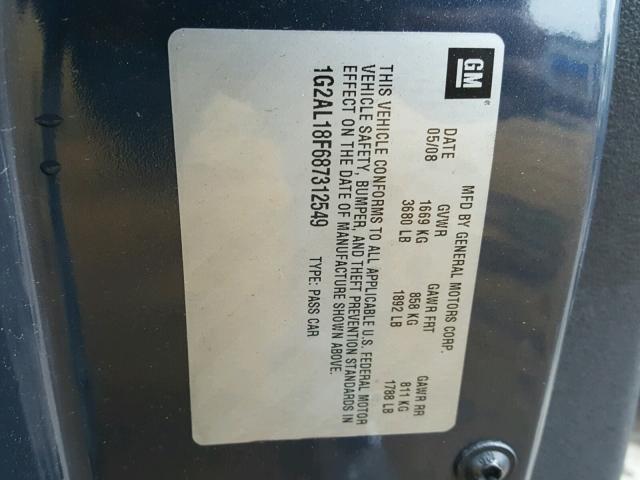 GM
MFD BY GENERAL MOTORS CORP.
DATE GVWR GAWR FRT GAWR RR
05/08 1669 KG 858 KG 811 KG
3680 LB 1892 LB 1788 LB
THIS VEHICLE CONFORMS TO ALL APPLICABLE U.S. FEDERAL MOTOR
VEHICLE SAFETY, BUMPER, AND THEFT PREVENTION STANDARDS IN
EFFECT ON THE DATE OF MANUFACTURE SHOWN ABOVE.
1G2AL18F687312549 TYPE: PASS CAR